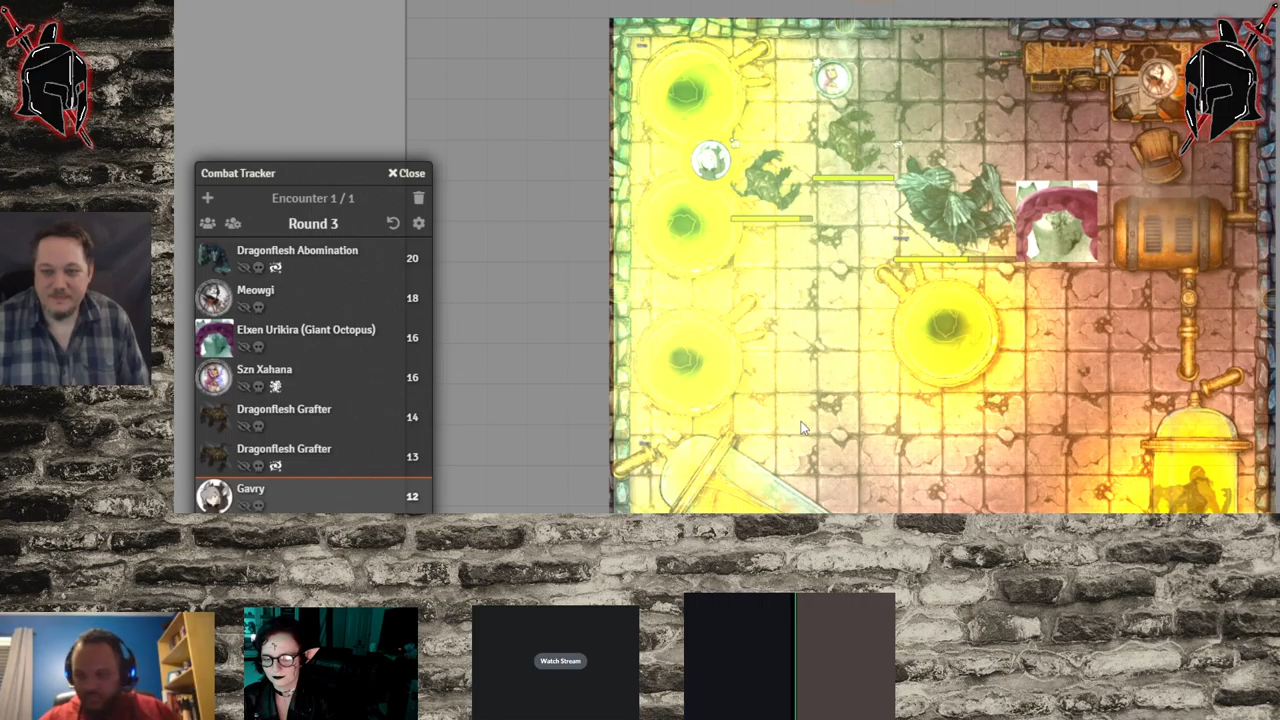 Combat Tracker
Close
Encounter 1 / 1
Round 3
Dragonflesh Abomination
20
Meowgi
18
Elxen Urikira (Giant Octopus)
16
Szn Xahana
16
Dragonflesh Grafter
14
Dragonflesh Grafter
13
Gavry
12
Watch Stream